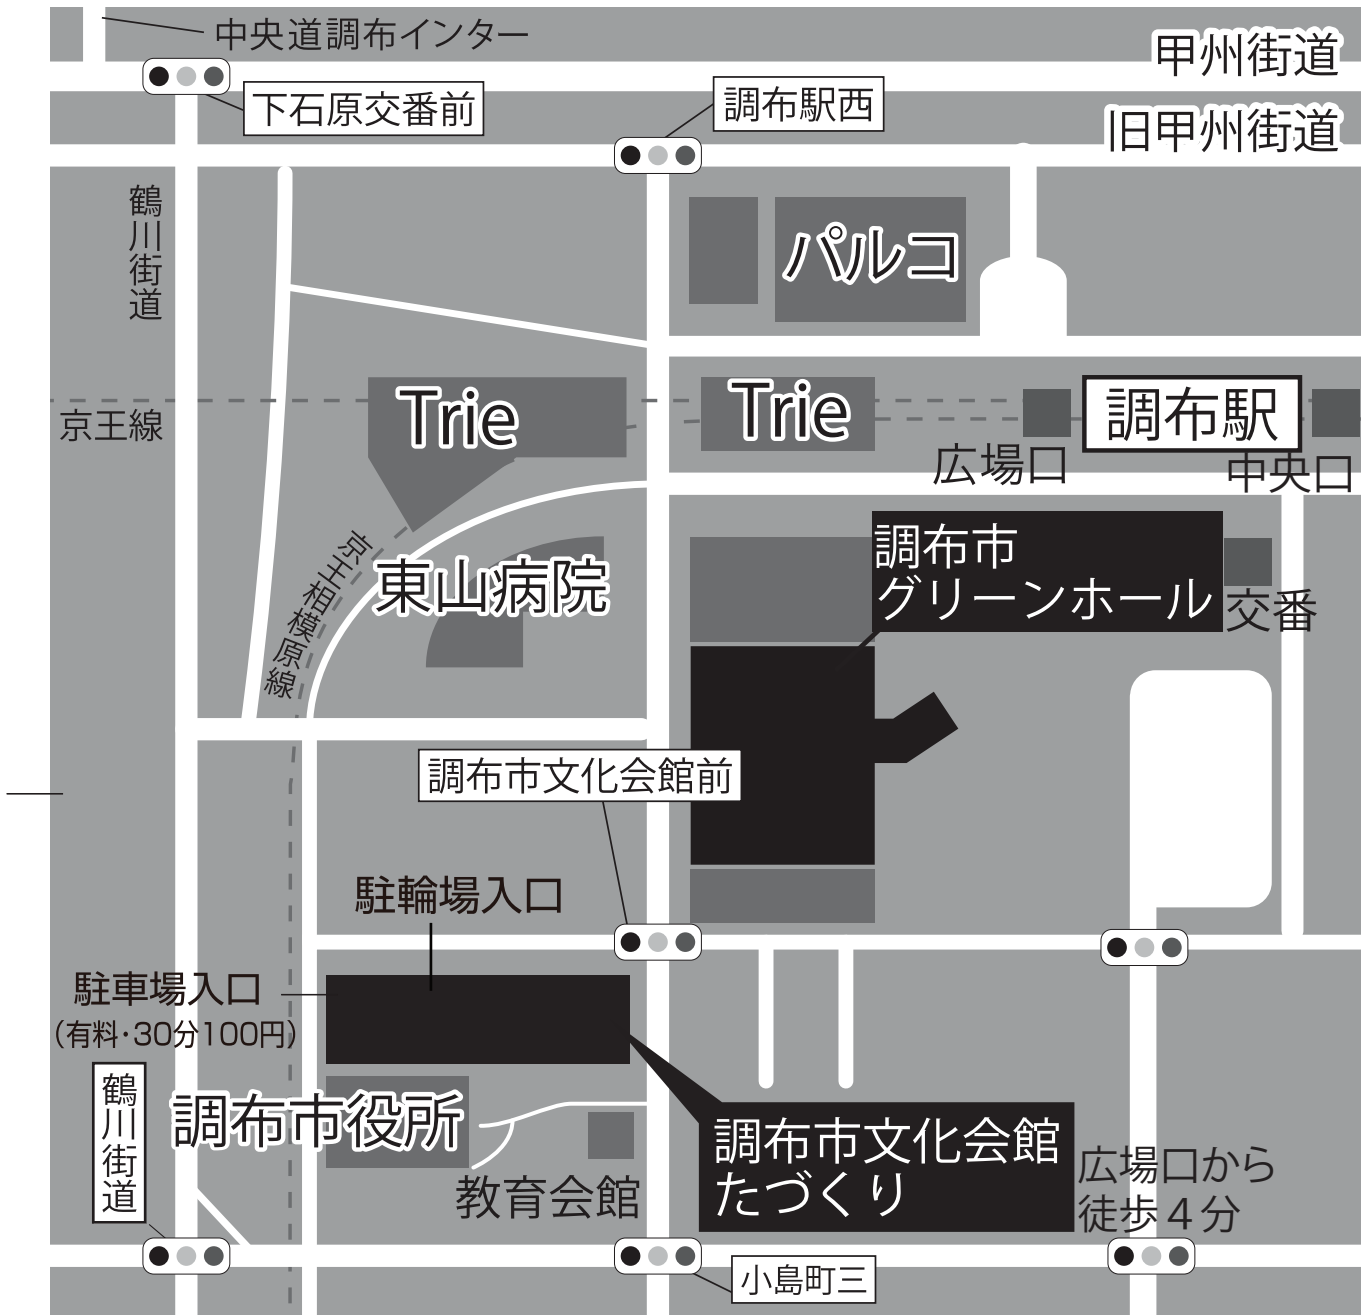 中央道調布インター
甲州街道
下石原交番前
調布駅西
旧甲州街道
鶴川街道
パルコ
京王線
Trie
Trie
調布駅
広場口
中央口
京王相模原線
東山病院
調布市
グリーンホール
交番
調布市文化会館前
駐輪場入口
駐車場入口
(有料・30分100円)
鶴川街道
調布市役所
教育会館
調布市文化会館
たづくり
広場口から
徒歩4分
小島町三